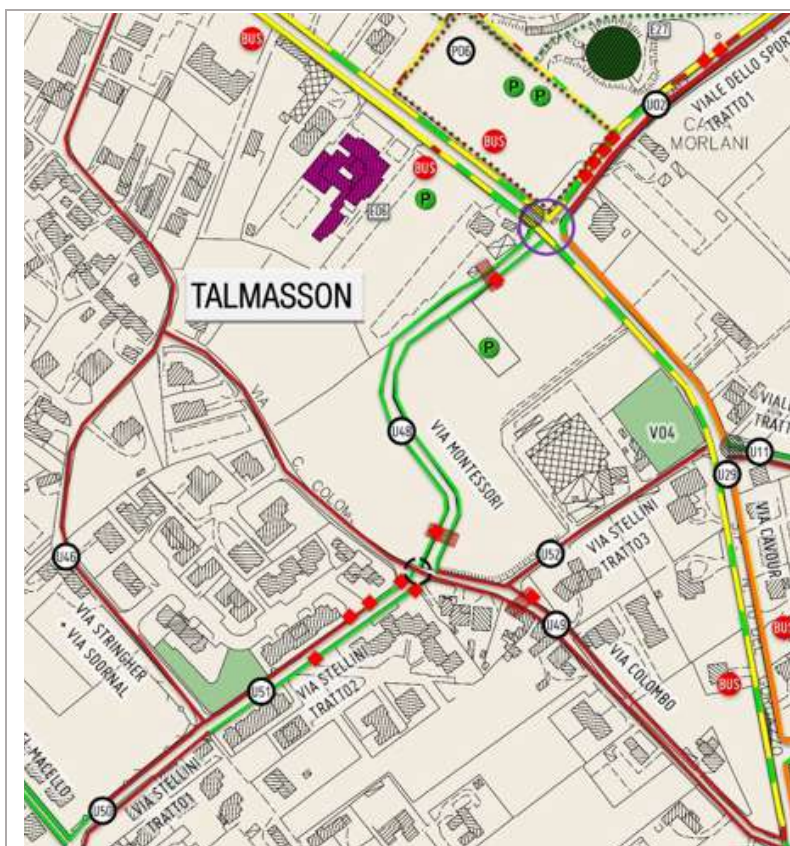 E27
BUS
P06
P
P
VIALE DELLO SPORT
TRATTO1
U02
BUS
MORLANI
BUS
P
E06
TALMASSON
P
VIA
C. COLOM.
U48
VIA MONTESSORI
V04
U11
U29
VIA CAVOUR
U46
U52
VIA STELLINI
TRATTO3
VIA STRINGHER
+ VIA SDORNAL
U49
VIA COLOMBO
BUS
BUS
U51
VIA STELLINI
TRATTO2
U50
VIA STELLINI
TRATTO1